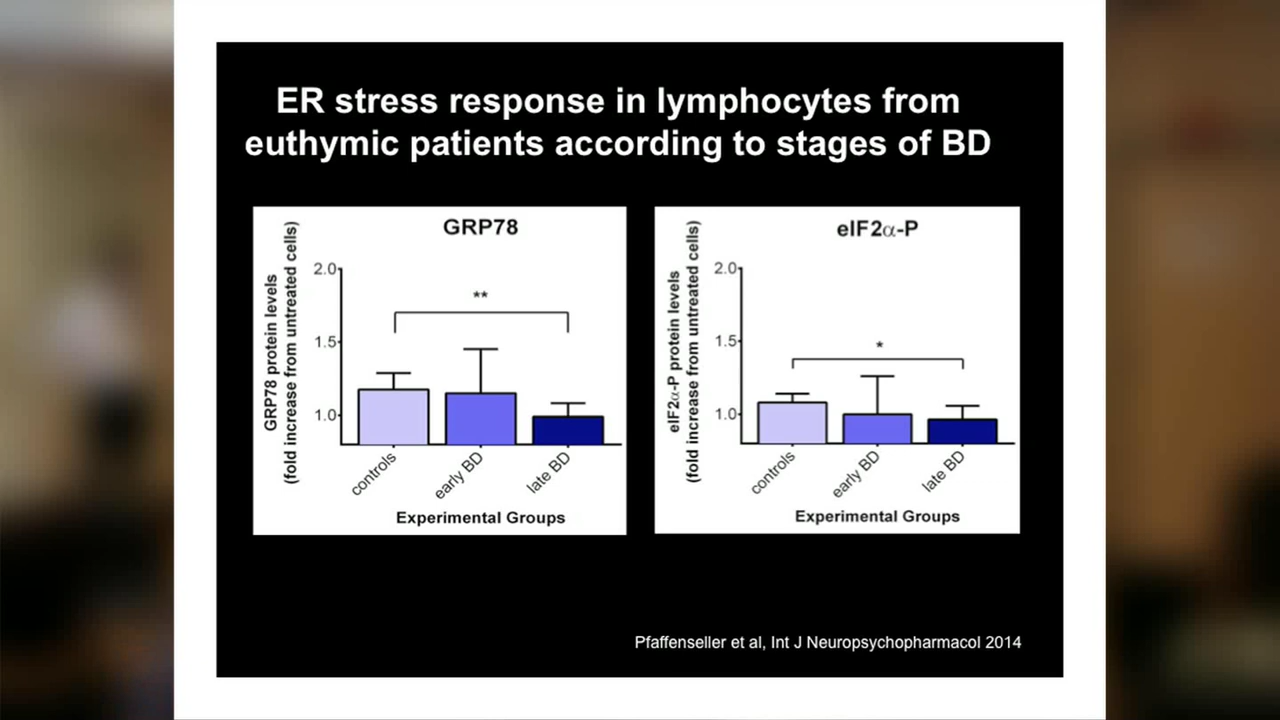 ER stress response in lymphocytes from
euthymic patients according to stages of BD
GRP78
GRP78 protein levels
(fold increase from untreated cells)
2.0
1.5
1.0
**
controls
early BD
late BD
Experimental Groups
eIF2α-P
eIF2α-P protein levels
(fold increase from untreated cells)
2.0
1.5
1.0
*
controls
early BD
late BD
Experimental Groups
Pfaffenseller et al, Int J Neuropsychopharmacol 2014